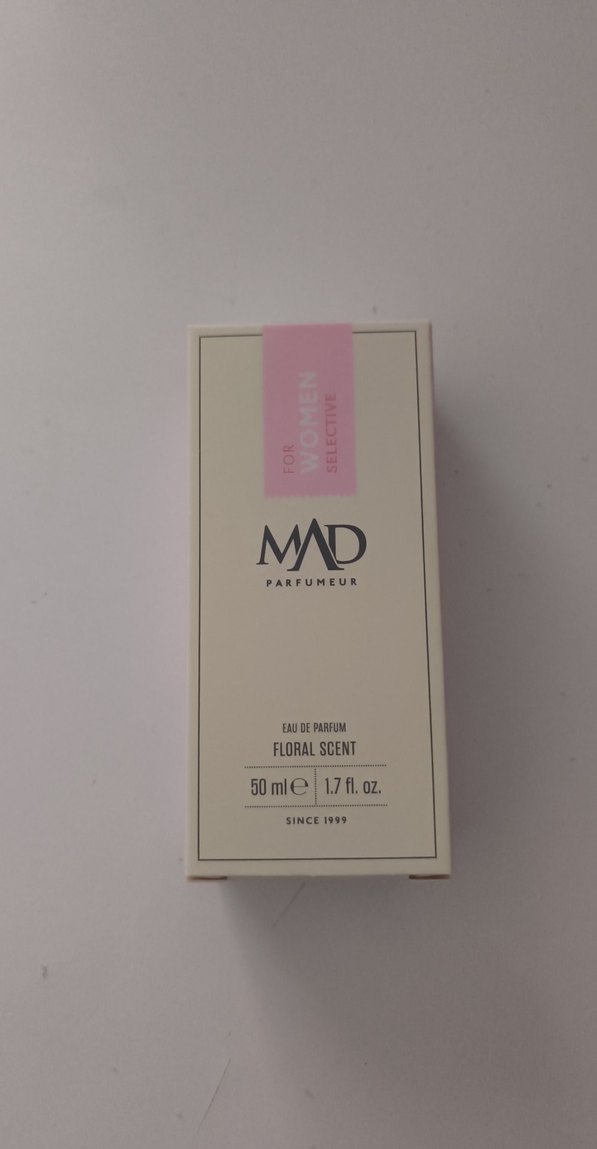 FOR
WOMEN
SELECTIVE
MAD
PARFUMEUR
EAU DE PARFUM
FLORAL SCENT
50 ml ℮ 1.7 fl. oz.
SINCE 1999